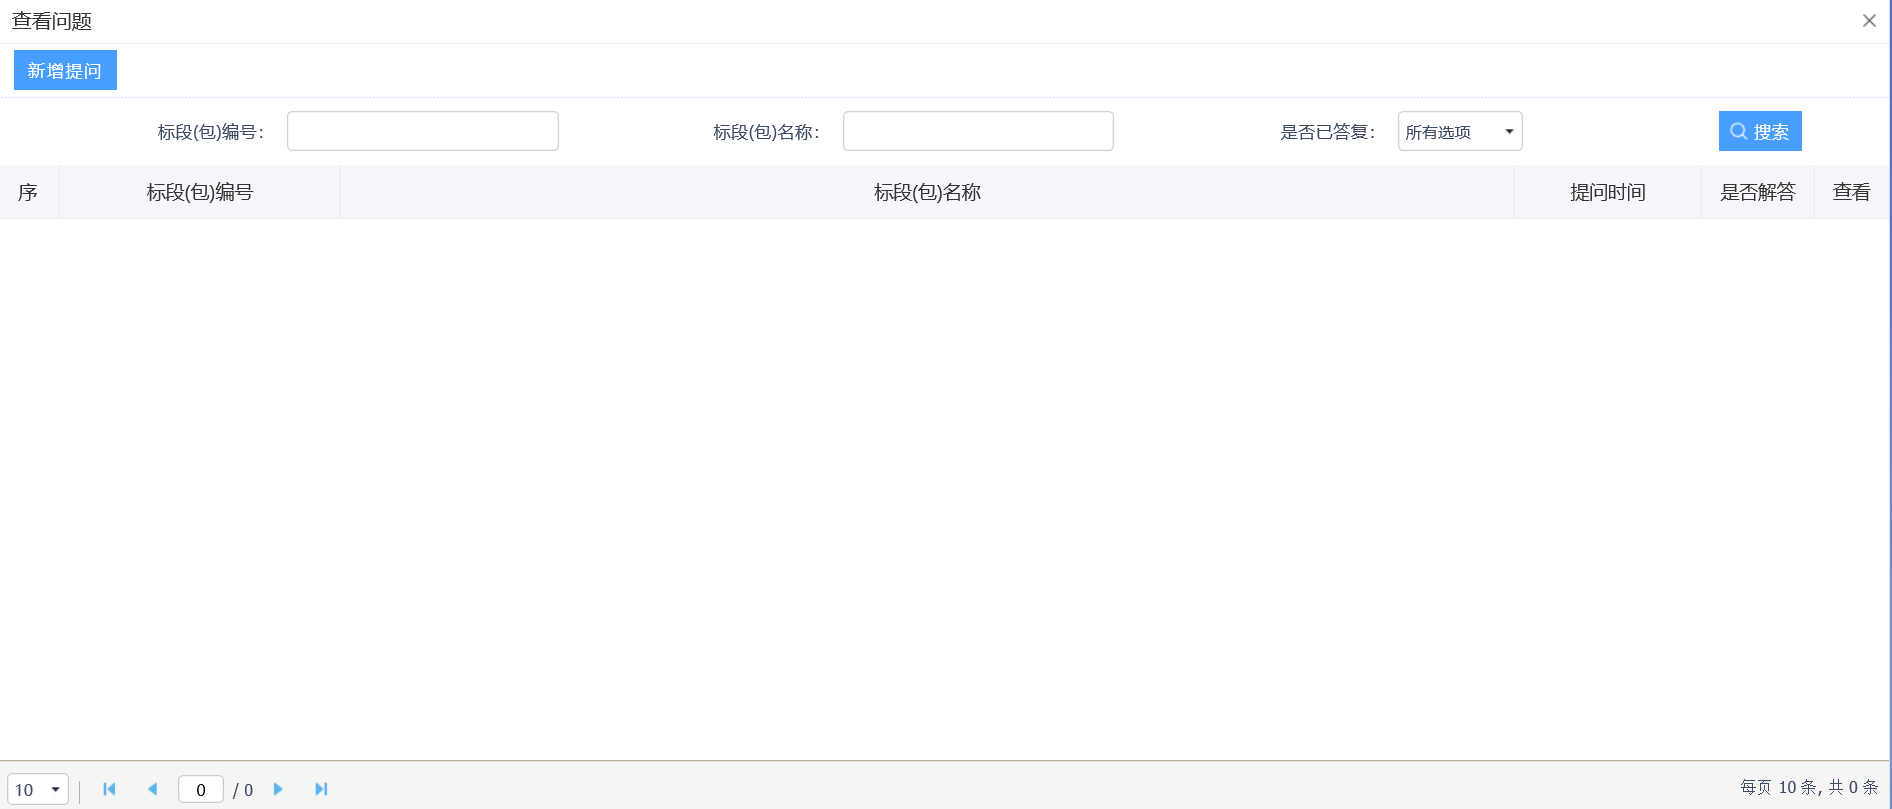 查看问题
新增提问
标段(包)编号： 标段(包)名称： 是否已答复： 所有选项 搜索
序 标段(包)编号 标段(包)名称 提问时间 是否解答 查看
10 0 / 0 每页 10 条, 共 0 条